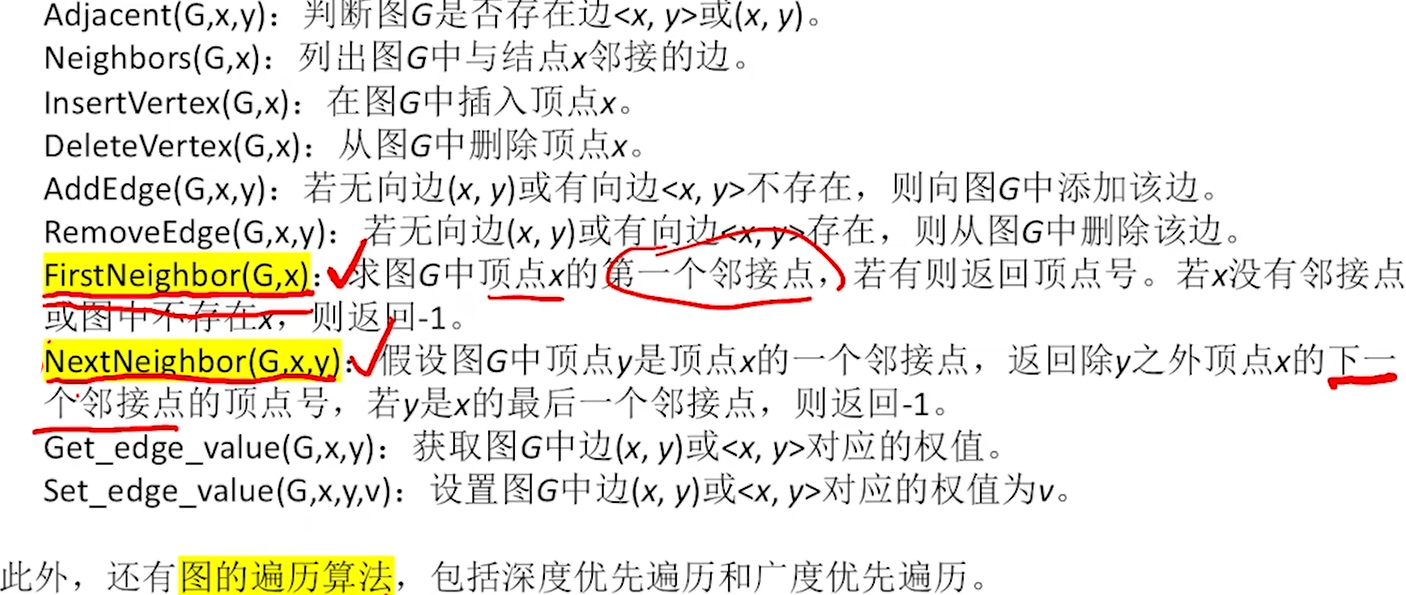 Adjacent(G,x,y)：判断图G是否存在边<x, y>或(x, y)。
Neighbors(G,x)：列出图G中与结点x邻接的边。
InsertVertex(G,x)：在图G中插入顶点x。
DeleteVertex(G,x)：从图G中删除顶点x。
AddEdge(G,x,y)：若无向边(x, y)或有向边<x, y>不存在，则向图G中添加该边。
RemoveEdge(G,x,y)：若无向边(x, y)或有向边<x, y>存在，则从图G中删除该边。
FirstNeighbor(G,x)：求图G中顶点x的第一个邻接点，若有则返回顶点号。若x没有邻接点
或图中不存在x，则返回-1。
NextNeighbor(G,x,y)：假设图G中顶点y是顶点x的一个邻接点，返回除y之外顶点x的下一
个邻接点的顶点号，若y是x的最后一个邻接点，则返回-1。
Get_edge_value(G,x,y)：获取图G中边(x, y)或<x, y>对应的权值。
Set_edge_value(G,x,y,v)：设置图G中边(x, y)或<x, y>对应的权值为v。
此外，还有图的遍历算法，包括深度优先遍历和广度优先遍历。